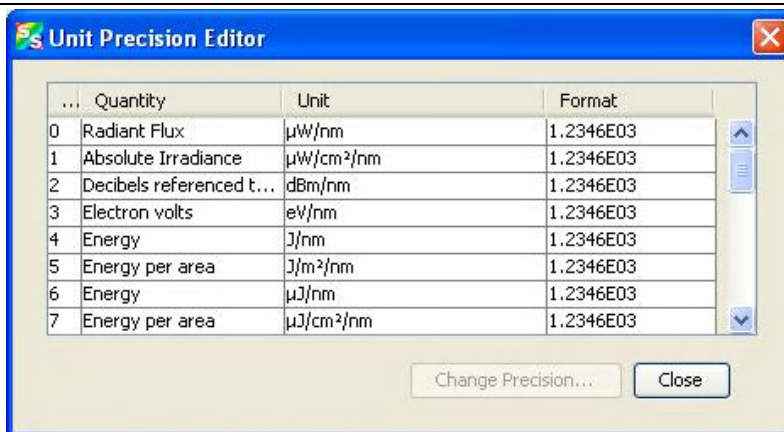 SS Unit Precision Editor
... Quantity Unit Format
0 Radiant Flux µW/nm 1.2346E03
1 Absolute Irradiance µW/cm²/nm 1.2346E03
2 Decibels referenced t... dBm/nm 1.2346E03
3 Electron volts eV/nm 1.2346E03
4 Energy J/nm 1.2346E03
5 Energy per area J/m²/nm 1.2346E03
6 Energy µJ/nm 1.2346E03
7 Energy per area µJ/cm²/nm 1.2346E03
Change Precision... Close